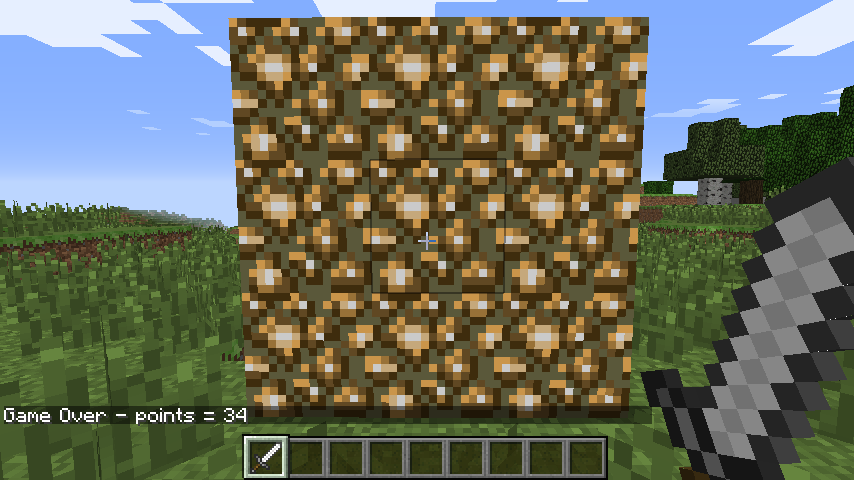 Game Over - points = 34